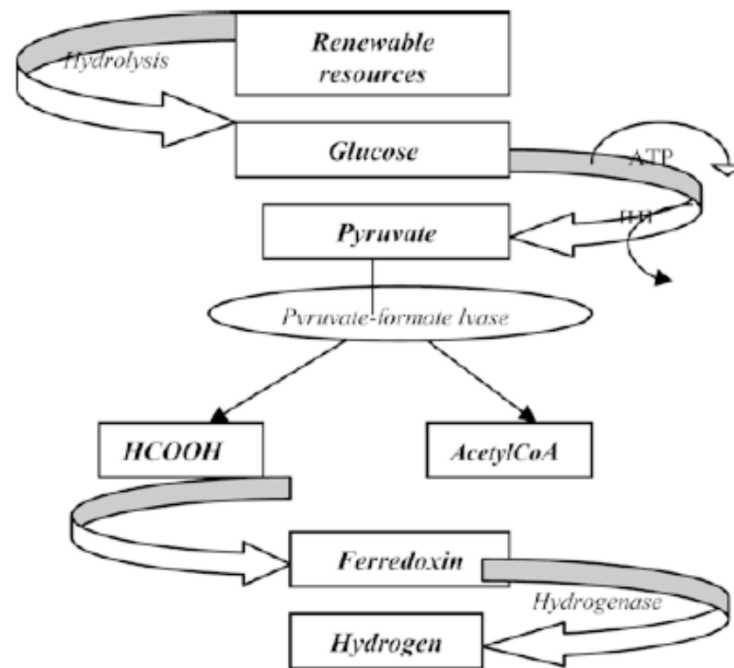 Renewable
resources
Hydrolysis
Glucose
ATP
Pyruvate
Pyruvate-formate lyase
HCOOH
AcetylCoA
Ferredoxin
Hydrogenase
Hydrogen